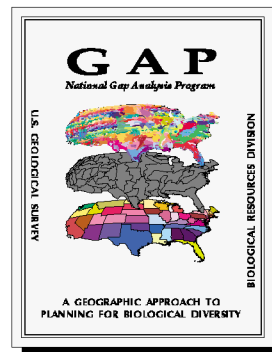 GAP
National Gap Analysis Program
U.S. GEOLOGICAL SURVEY
BIOLOGICAL RESOURCES DIVISION
A GEOGRAPHIC APPROACH TO
PLANNING FOR BIOLOGICAL DIVERSITY